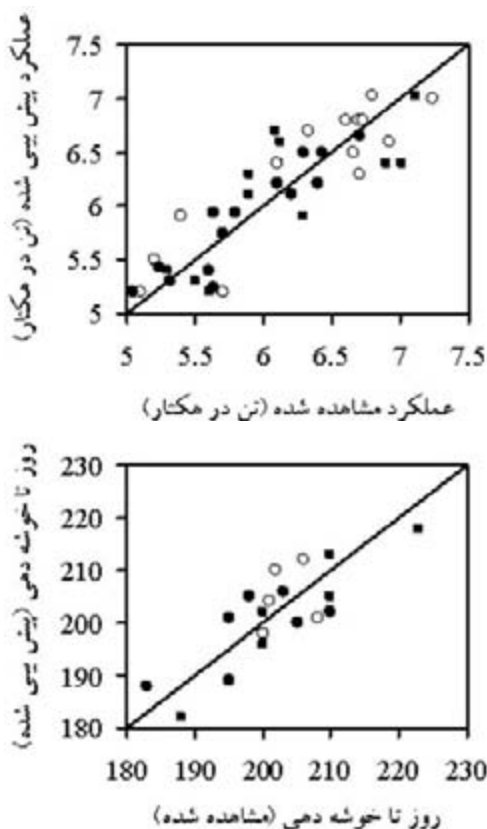 عملکرد پیش بینی شده (تن در هکتار)
7.5
7
6.5
6
5.5
5
5 5.5 6 6.5 7 7.5
عملکرد مشاهده شده (تن در هکتار)
روز تا خوشه دهی (پیش بینی شده)
230
220
210
200
190
180
180 190 200 210 220 230
روز تا خوشه دهی (مشاهده شده)